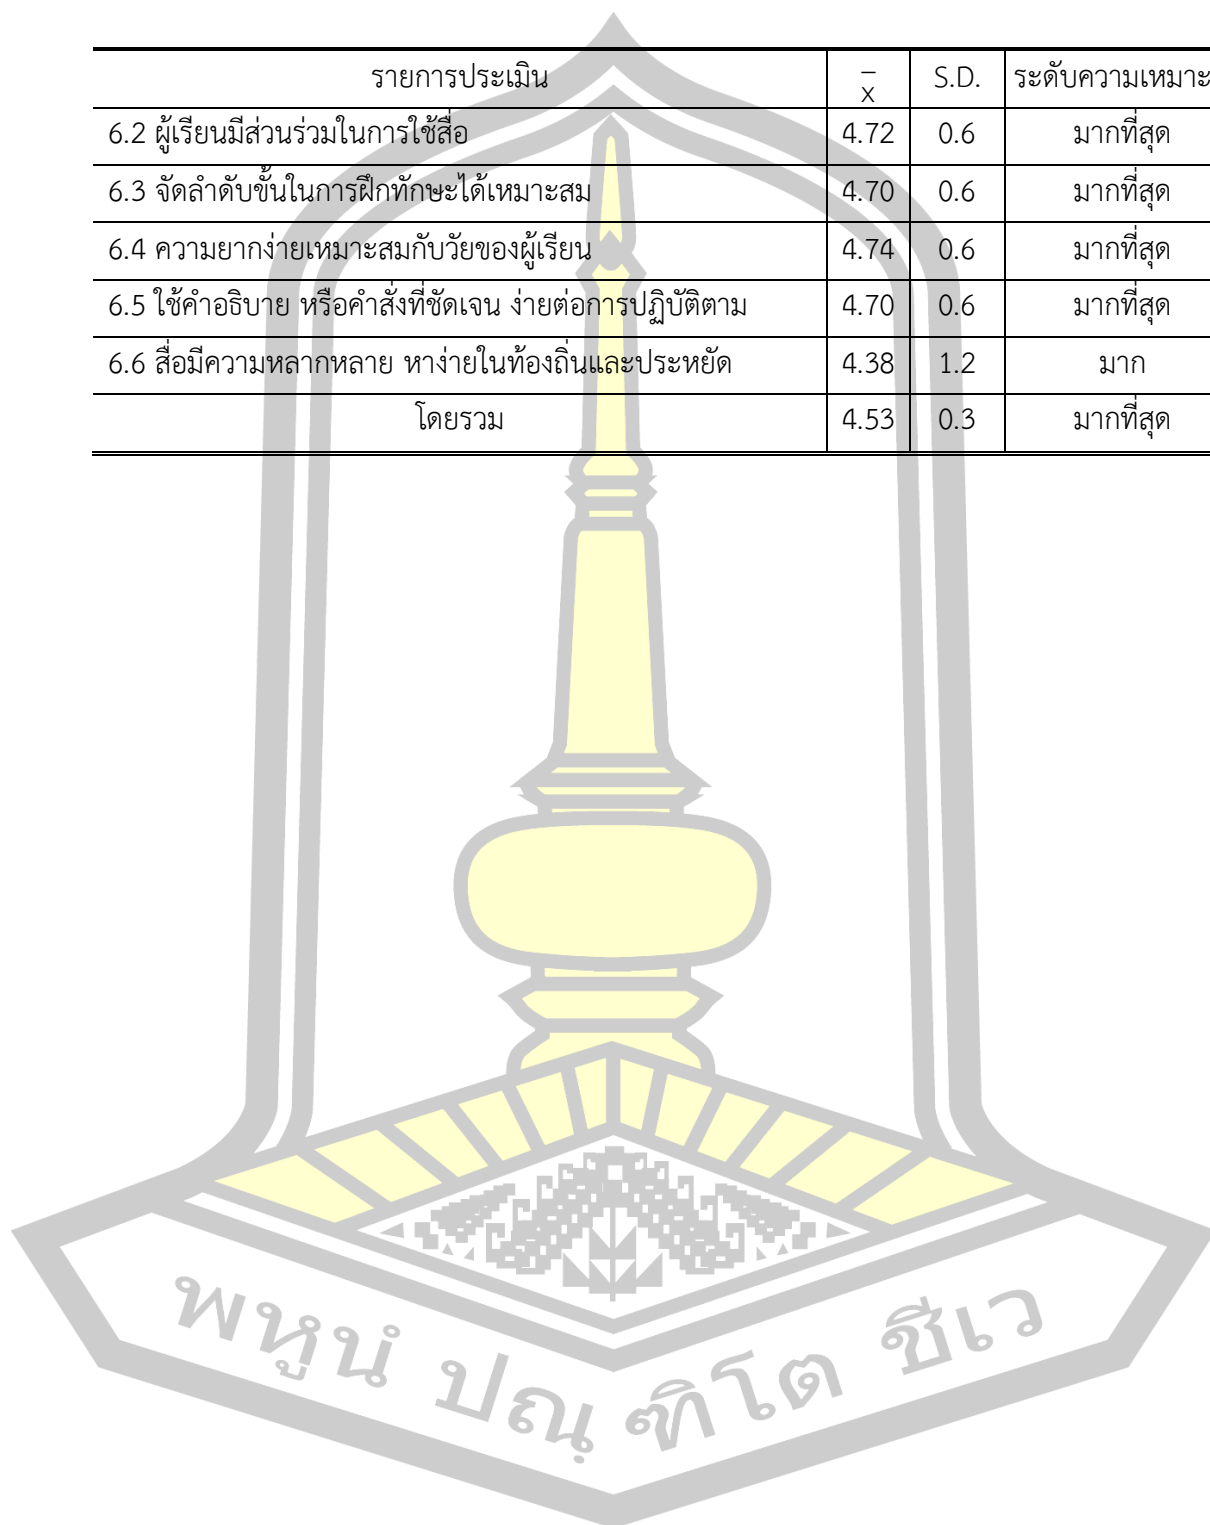 รายการประเมิน x̄ S.D. ระดับความเหมาะ
6.2 ผู้เรียนมีส่วนร่วมในการใช้สื่อ 4.72 0.6 มากที่สุด
6.3 จัดลำดับขั้นในการฝึกทักษะได้เหมาะสม 4.70 0.6 มากที่สุด
6.4 ความยากง่ายเหมาะสมกับวัยของผู้เรียน 4.74 0.6 มากที่สุด
6.5 ใช้คำอธิบาย หรือคำสั่งที่ชัดเจน ง่ายต่อการปฏิบัติตาม 4.70 0.6 มากที่สุด
6.6 สื่อมีความหลากหลาย หาง่ายในท้องถิ่นและประหยัด 4.38 1.2 มาก
โดยรวม 4.53 0.3 มากที่สุด
พหูนํ ปณฺฑิโต ชีเว